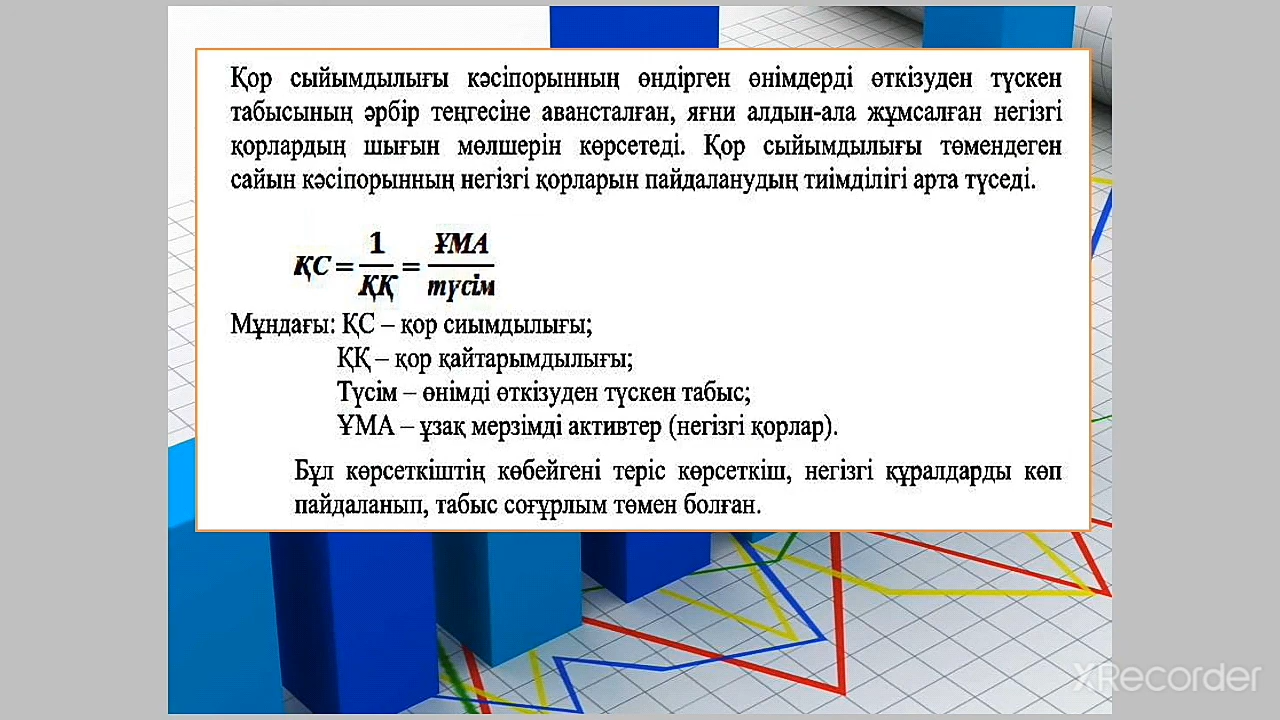 Қор сыйымдылығы кәсіпорынның өндірген өнімдерді өткізуден түскен
табысының әрбір теңгесіне авансталған, яғни алдын-ала жұмсалған негізгі
қорлардың шығын мөлшерін көрсетеді. Қор сыйымдылығы төмендеген
сайын кәсіпорынның негізгі қорларын пайдаланудың тиімділігі арта түседі.
ҚС = 1/ҚҚ = ҰМА/түсім
Мұндағы: ҚС – қор сиымдылығы;
ҚҚ – қор қайтарымдылығы;
Түсім – өнімді өткізуден түскен табыс;
ҰМА – ұзақ мерзімді активтер (негізгі қорлар).
Бұл көрсеткіштің көбейгені теріс көрсеткіш, негізгі құралдарды көп
пайдаланып, табыс соғұрлым төмен болған.
XRecorder